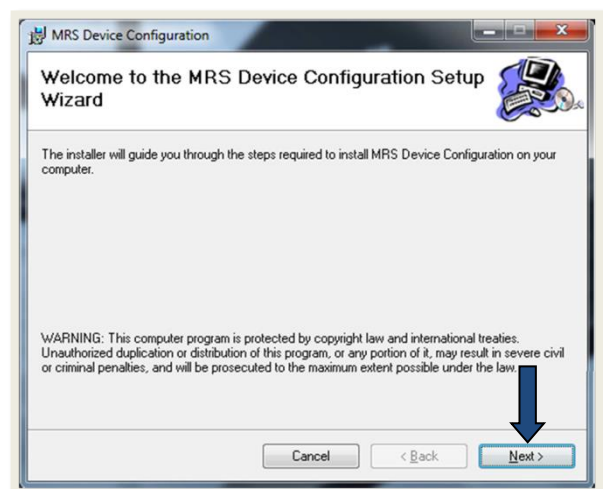 MRS Device Configuration
Welcome to the MRS Device Configuration Setup
Wizard
The installer will guide you through the steps required to install MRS Device Configuration on your
computer.
WARNING: This computer program is protected by copyright law and international treaties.
Unauthorized duplication or distribution of this program, or any portion of it, may result in severe civil
or criminal penalties, and will be prosecuted to the maximum extent possible under the law.
Cancel < Back Next >